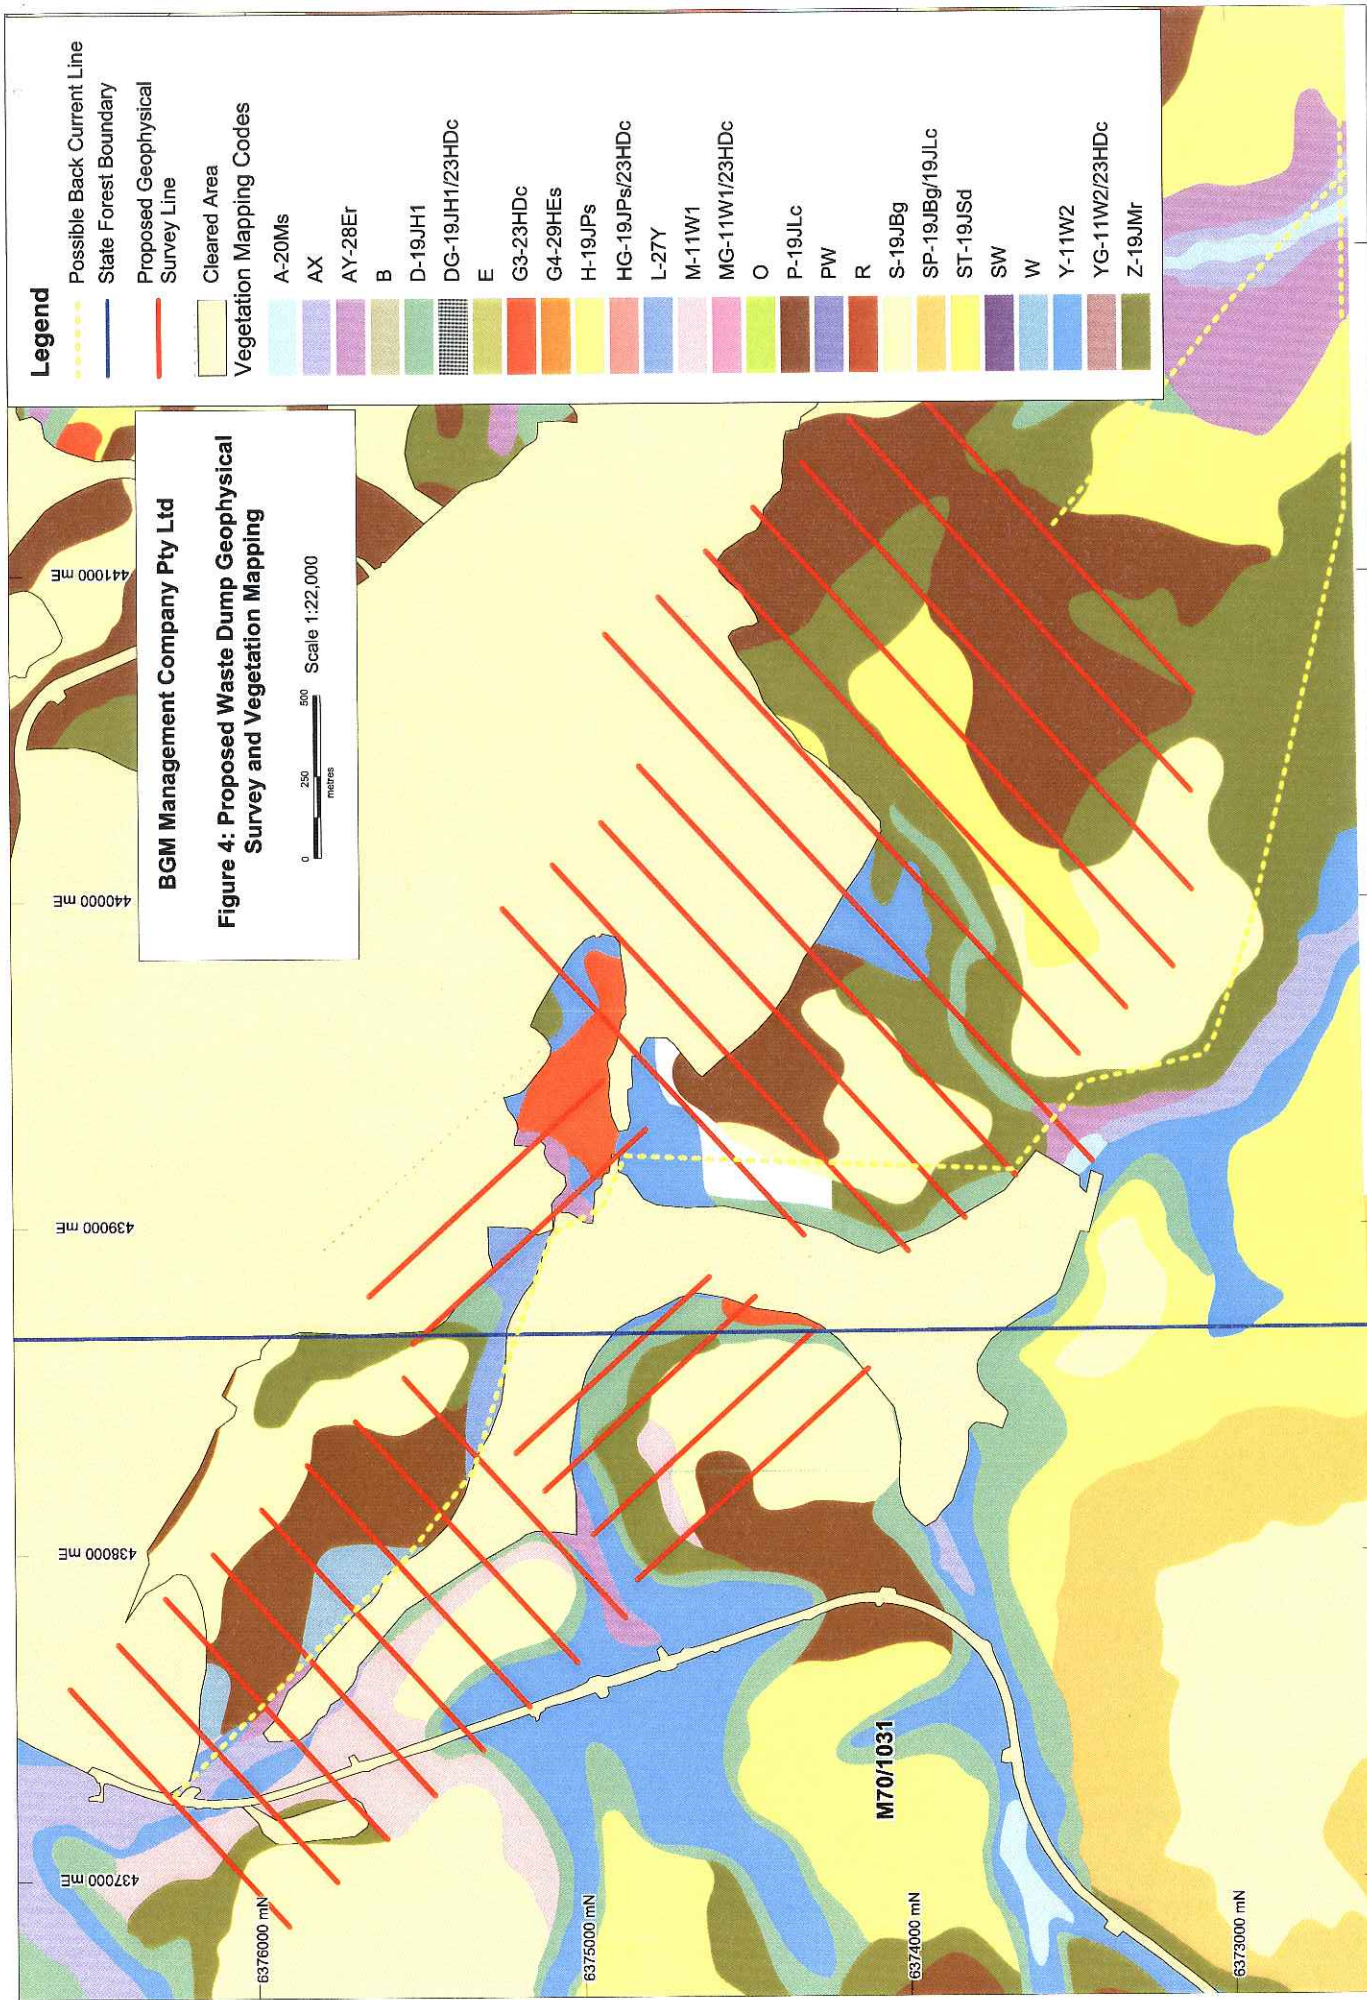 Legend
Possible Back Current Line
State Forest Boundary
Proposed Geophysical
Survey Line
Cleared Area
Vegetation Mapping Codes
A-20Ms
AX
AY-28Er
B
D-19JH1
DG-19JH1/23HDc
E
G3-23HDc
G4-29HEs
H-19JPs
HG-19JPs/23HDc
L-27Y
M-11W1
MG-11W1/23HDc
O
P-19JLc
PW
R
S-19JBg
SP-19JBg/19JLc
ST-19JSd
SW
W
Y-11W2
YG-11W2/23HDc
Z-19JMr
BGM Management Company Pty Ltd
Figure 4: Proposed Waste Dump Geophysical
Survey and Vegetation Mapping
0 250 500
metres
Scale 1:22,000
437000 mE
438000 mE
439000 mE
440000 mE
441000 mE
6376000 mN
6375000 mN
6374000 mN
6373000 mN
M70/1031